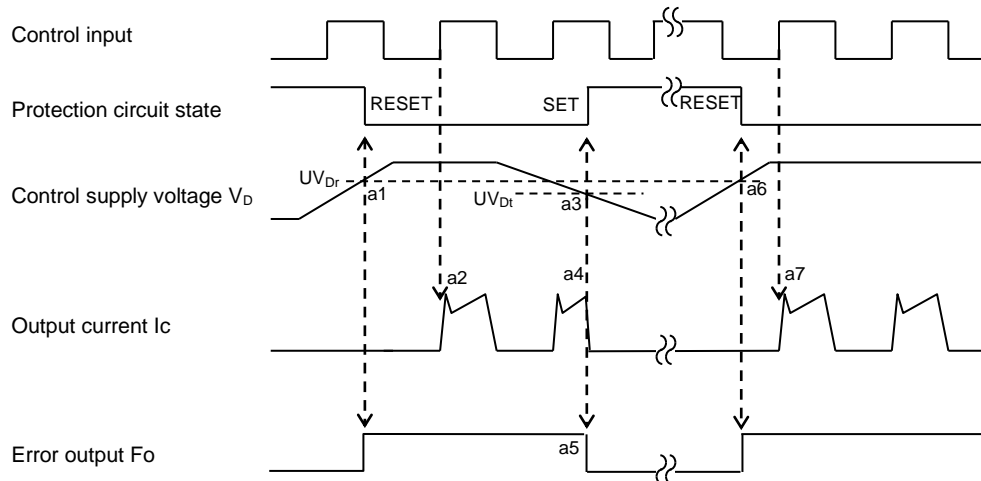 Control input
Protection circuit state
RESET
SET
RESET
Control supply voltage VD
UVDr
a1
UVDt
a3
a6
a2
a4
a7
Output current Ic
Error output Fo
a5